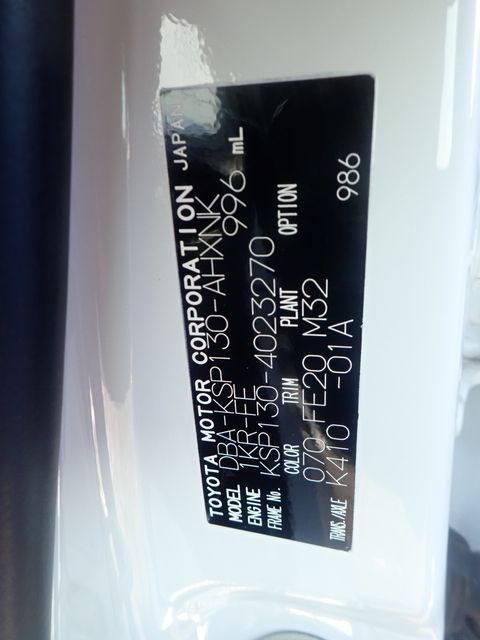 TOYOTA MOTOR CORPORATION JAPAN
MODEL DBA-KSP130-AHXNK
ENGINE 1KR-FE 996 mL
FRAME No. KSP130-4023270
COLOR TRIM PLANT OPTION
070 FE20 M32
TRANS./AXLE K410 -01A 986